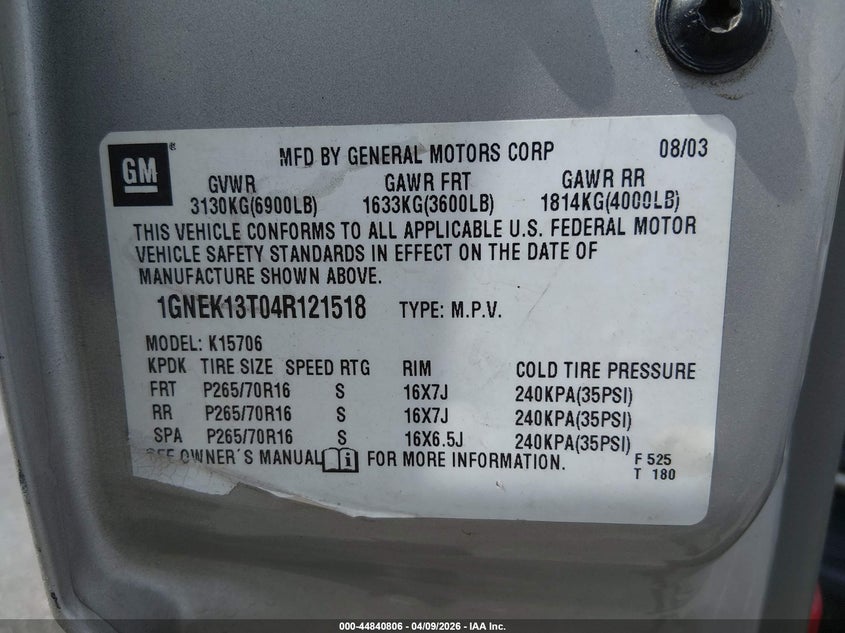 GM
®
MFD BY GENERAL MOTORS CORP 08/03
GVWR GAWR FRT GAWR RR
3130KG(6900LB) 1633KG(3600LB) 1814KG(4000LB)
THIS VEHICLE CONFORMS TO ALL APPLICABLE U.S. FEDERAL MOTOR
VEHICLE SAFETY STANDARDS IN EFFECT ON THE DATE OF
MANUFACTURE SHOWN ABOVE.
1GNEK13T04R121518 TYPE: M.P.V.
MODEL: K15706
KPDK TIRE SIZE SPEED RTG RIM COLD TIRE PRESSURE
FRT P265/70R16 S 16X7J 240KPA(35PSI)
RR P265/70R16 S 16X7J 240KPA(35PSI)
SPA P265/70R16 S 16X6.5J 240KPA(35PSI)
SEE OWNER'S MANUAL FOR MORE INFORMATION.
F 525
T 180
000-44840806 - 04/09/2026 - IAA Inc.